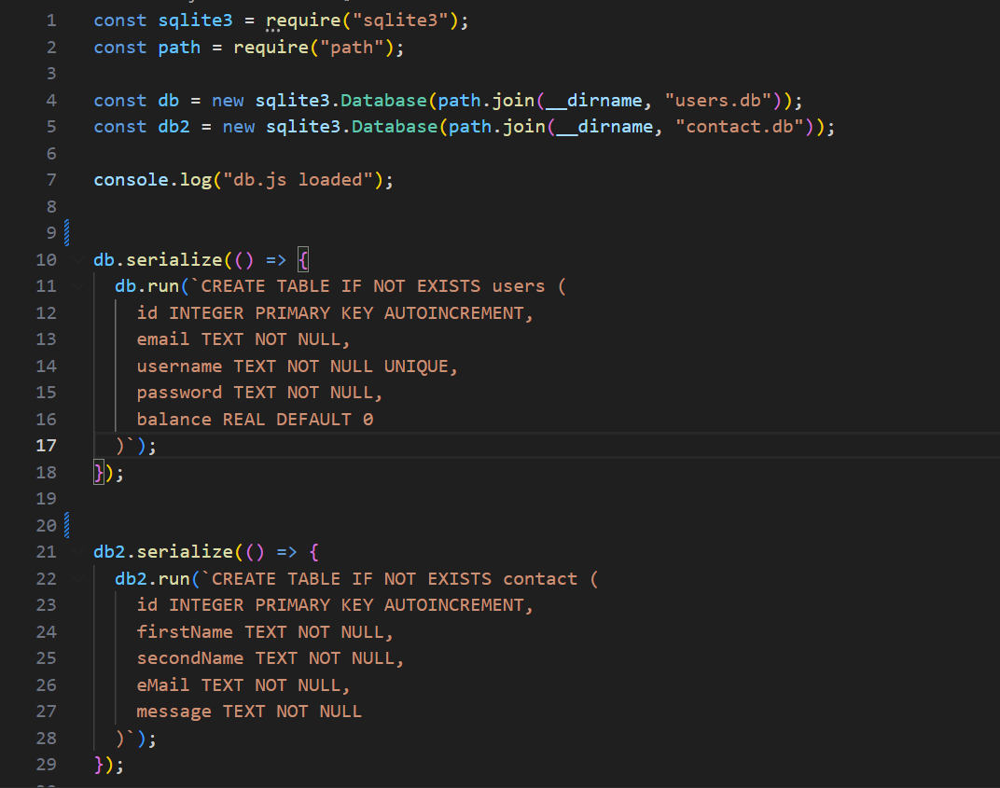 1 const sqlite3 = require("sqlite3");
2 const path = require("path");
3
4 const db = new sqlite3.Database(path.join(__dirname, "users.db"));
5 const db2 = new sqlite3.Database(path.join(__dirname, "contact.db"));
6
7 console.log("db.js loaded");
8
9
10 db.serialize(() => {
11   db.run(`CREATE TABLE IF NOT EXISTS users (
12     id INTEGER PRIMARY KEY AUTOINCREMENT,
13     email TEXT NOT NULL,
14     username TEXT NOT NULL UNIQUE,
15     password TEXT NOT NULL,
16     balance REAL DEFAULT 0
17   )`);
18 });
19
20
21 db2.serialize(() => {
22   db2.run(`CREATE TABLE IF NOT EXISTS contact (
23     id INTEGER PRIMARY KEY AUTOINCREMENT,
24     firstName TEXT NOT NULL,
25     secondName TEXT NOT NULL,
26     eMail TEXT NOT NULL,
27     message TEXT NOT NULL
28   )`);
29 });